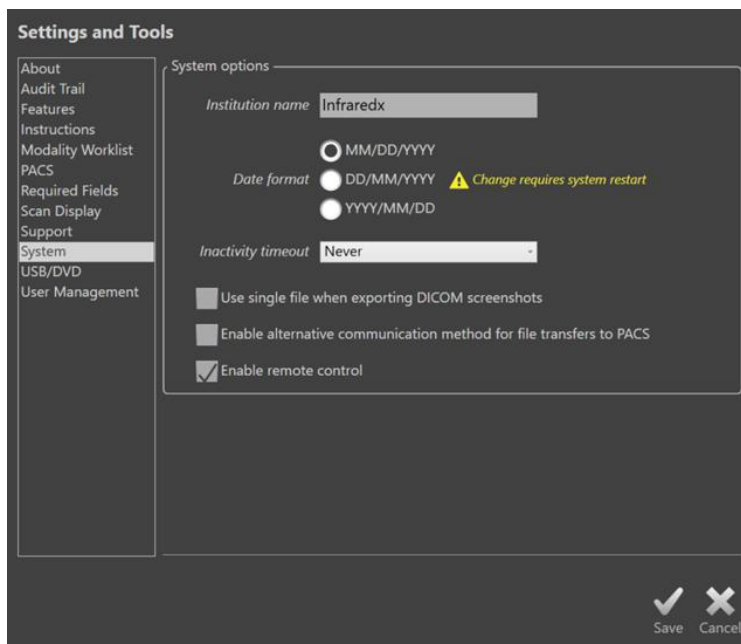 Settings and Tools
About
Audit Trail
Features
Instructions
Modality Worklist
PACS
Required Fields
Scan Display
Support
System
USB/DVD
User Management
System options
Institution name Infraredx
MM/DD/YYYY
Date format DD/MM/YYYY Change requires system restart
YYYY/MM/DD
Inactivity timeout Never
Use single file when exporting DICOM screenshots
Enable alternative communication method for file transfers to PACS
Enable remote control
Save Cancel